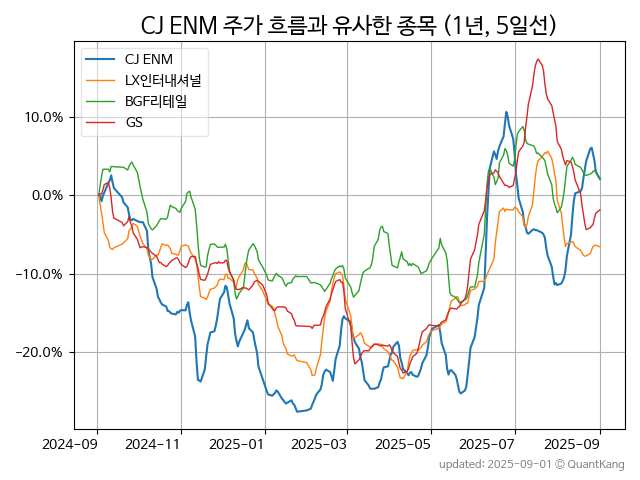 CJ ENM 주가 흐름과 유사한 종목 (1년, 5일선)
CJ ENM
LX인터내셔널
BGF리테일
GS
10.0%
0.0%
−10.0%
−20.0%
2024-09 2024-11 2025-01 2025-03 2025-05 2025-07 2025-09
updated: 2025-09-01 © QuantKang